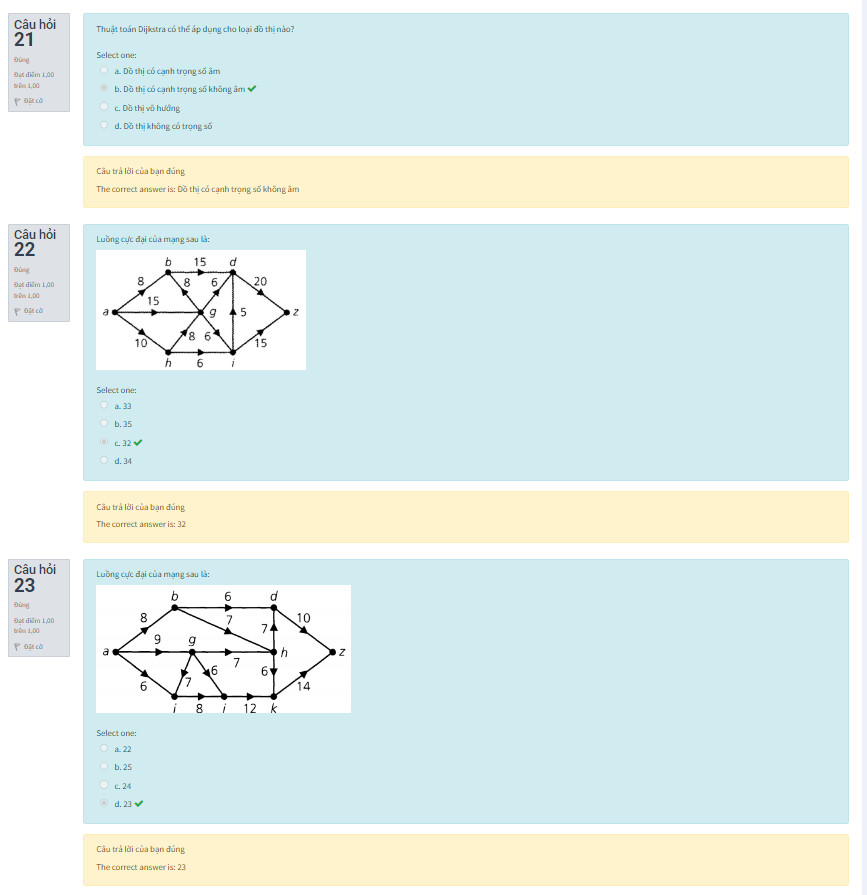 Câu hỏi
21
Đúng
Đạt điểm 1,00
trên 1,00
Đặt cờ
Thuật toán Dijkstra có thể áp dụng cho loại đồ thị nào?
Select one:
a. Đồ thị có cạnh trọng số âm
b. Đồ thị có cạnh trọng số không âm
c. Đồ thị vô hướng
d. Đồ thị không có trọng số
Câu trả lời của bạn đúng
The correct answer is: Đồ thị có cạnh trọng số không âm
Câu hỏi
22
Đúng
Đạt điểm 1,00
trên 1,00
Đặt cờ
Luồng cực đại của mạng sau là:
b 15 d
8 8 6 20
15
a g 5 z
10 8 6 15
h 6 i
Select one:
a. 33
b. 35
c. 32
d. 34
Câu trả lời của bạn đúng
The correct answer is: 32
Câu hỏi
23
Đúng
Đạt điểm 1,00
trên 1,00
Đặt cờ
Luồng cực đại của mạng sau là:
b 6 d
8 7 7 10
9 g
a h z
7
6 7 6 6 14
i 8 j 12 k
Select one:
a. 22
b. 25
c. 24
d. 23
Câu trả lời của bạn đúng
The correct answer is: 23